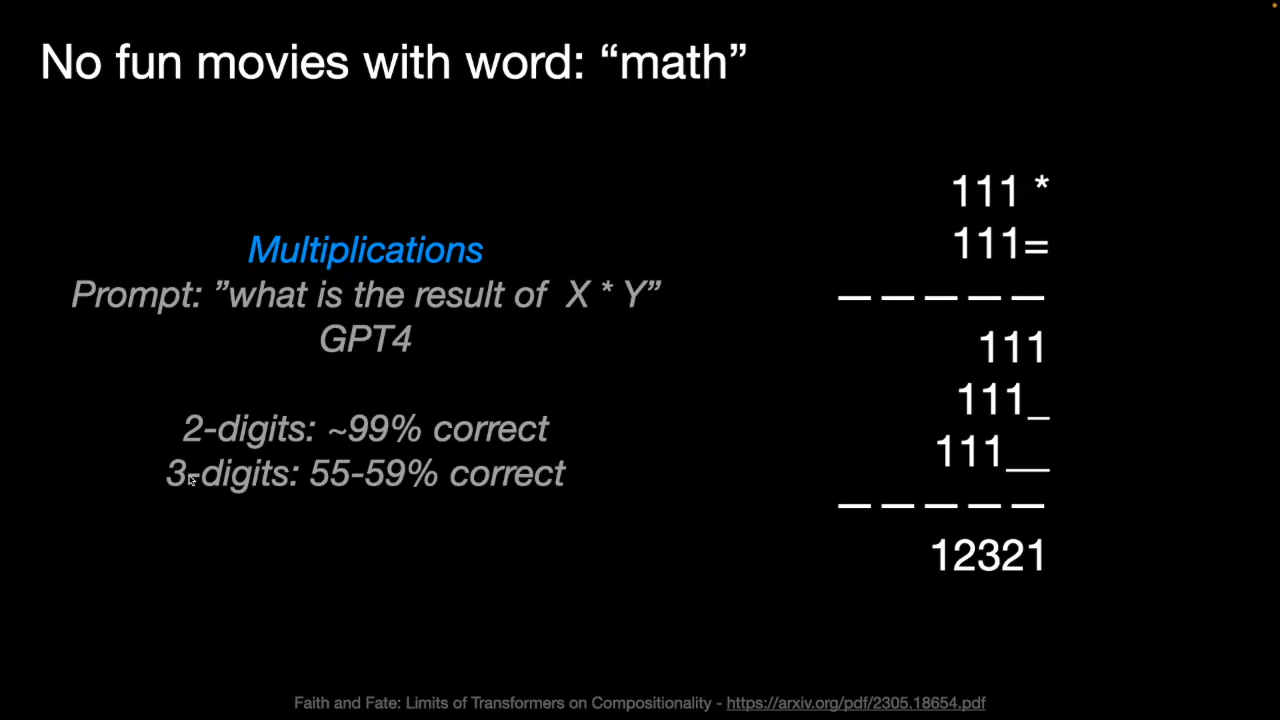 No fun movies with word: “math”
Multiplications
Prompt: ”what is the result of X * Y”
GPT4
2-digits: ~99% correct
3-digits: 55-59% correct
111 *
111=
— — — — —
111
111_
111__
— — — — —
12321
Faith and Fate: Limits of Transformers on Compositionality - https://arxiv.org/pdf/2305.18654.pdf